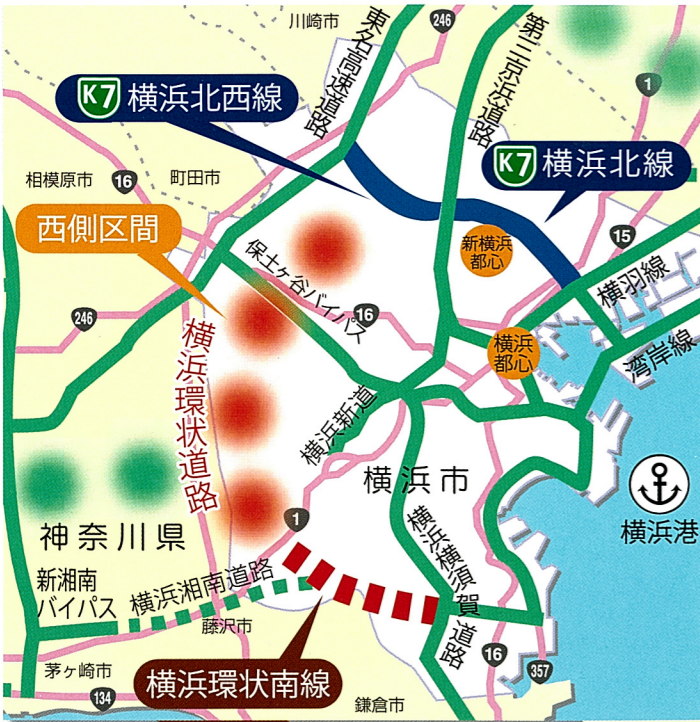 川崎市
246
東名高速道路
第三京浜道路
1
K7 横浜北西線
K7 横浜北線
相模原市
16
町田市
西側区間
新横浜
都心
15
保土ヶ谷バイパス
16
横羽線
246
横浜環状道路
横浜
都心
湾岸線
横浜新道
横浜市
横浜港
1
神奈川県
横浜横須賀道路
新湘南
バイパス
横浜湘南道路
藤沢市
16
357
茅ヶ崎市
134
横浜環状南線
鎌倉市